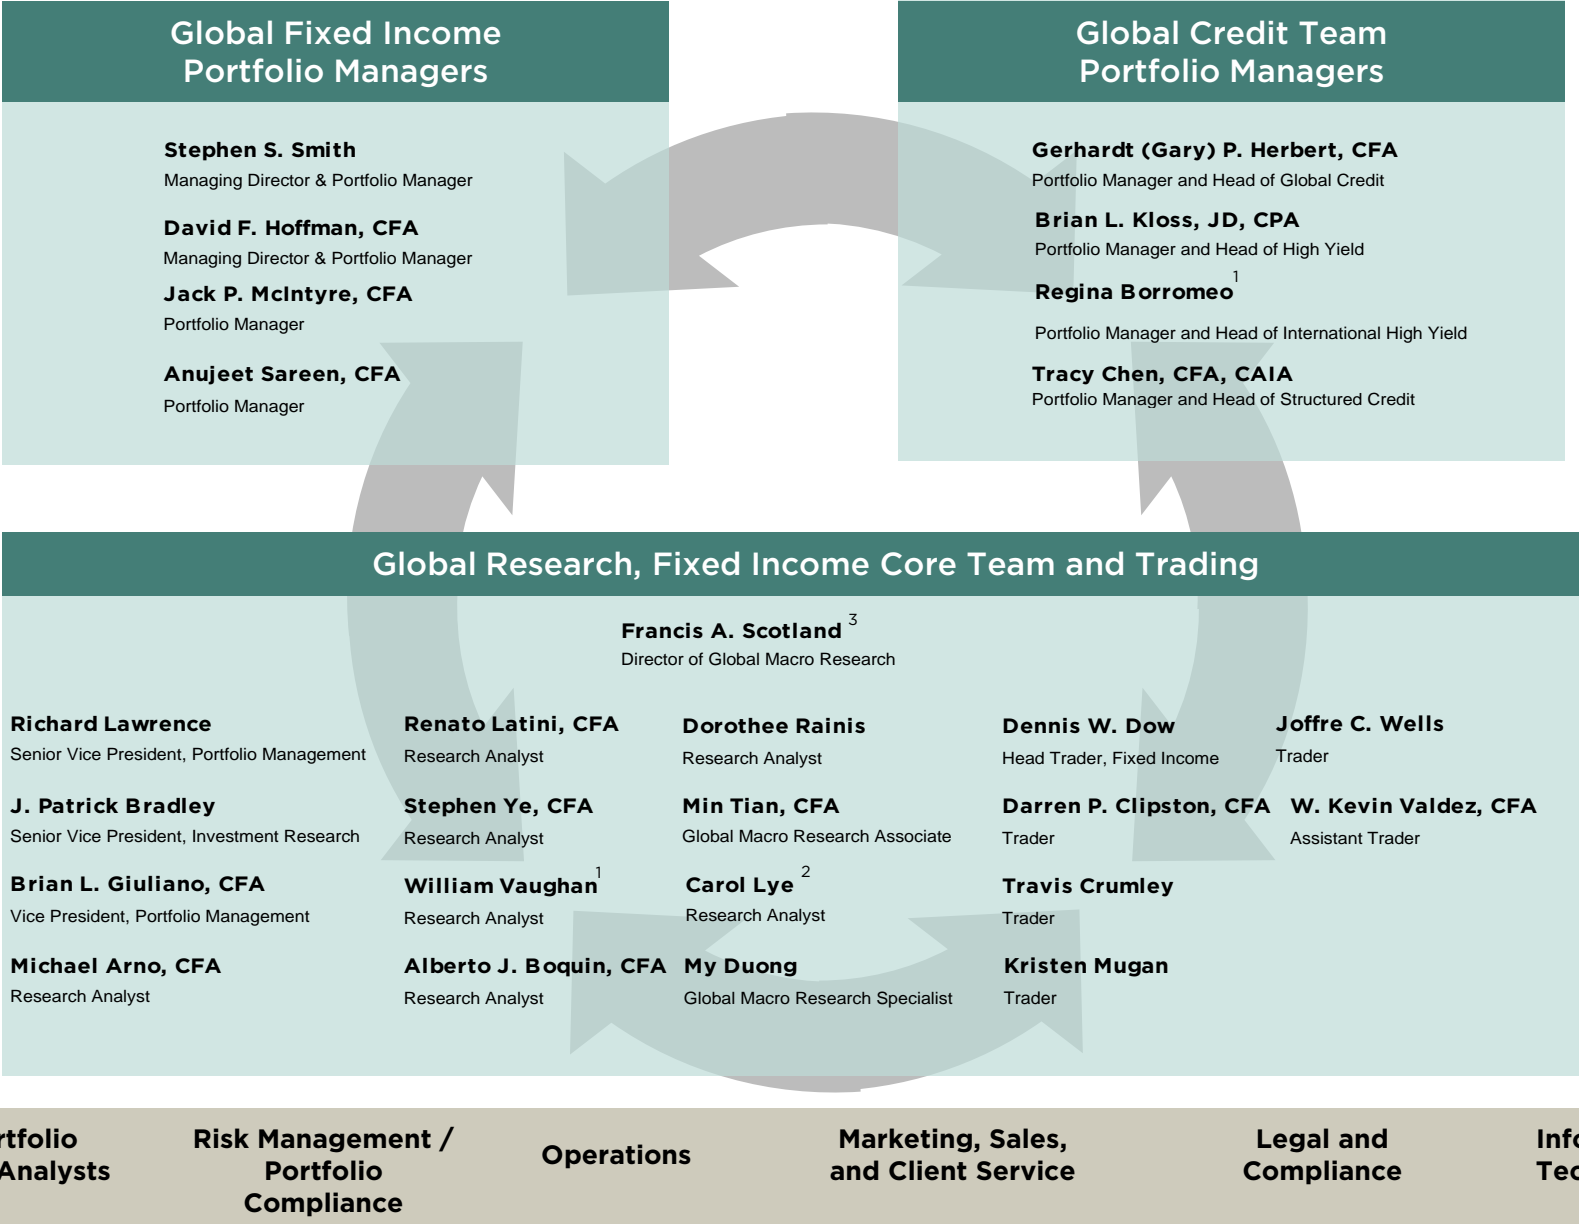 Global Fixed Income
Portfolio Managers
Stephen S. Smith
Managing Director & Portfolio Manager
David F. Hoffman, CFA
Managing Director & Portfolio Manager
Jack P. McIntyre, CFA
Portfolio Manager
Anujeet Sareen, CFA
Portfolio Manager
Global Credit Team
Portfolio Managers
Gerhardt (Gary) P. Herbert, CFA
Portfolio Manager and Head of Global Credit
Brian L. Kloss, JD, CPA
Portfolio Manager and Head of High Yield
Regina Borromeo 1
Portfolio Manager and Head of International High Yield
Tracy Chen, CFA, CAIA
Portfolio Manager and Head of Structured Credit
Global Research, Fixed Income Core Team and Trading
Francis A. Scotland 3
Director of Global Macro Research
Richard Lawrence
Senior Vice President, Portfolio Management
J. Patrick Bradley
Senior Vice President, Investment Research
Brian L. Giuliano, CFA
Vice President, Portfolio Management
Michael Arno, CFA
Research Analyst
Renato Latini, CFA
Research Analyst
Stephen Ye, CFA
Research Analyst
William Vaughan 1
Research Analyst
Alberto J. Boquin, CFA
Research Analyst
Dorothee Rainis
Research Analyst
Min Tian, CFA
Global Macro Research Associate
Carol Lye 2
Research Analyst
My Duong
Global Macro Research Specialist
Dennis W. Dow
Head Trader, Fixed Income
Darren P. Clipston, CFA
Trader
Travis Crumley
Trader
Kristen Mugan
Trader
Joffre C. Wells
Trader
W. Kevin Valdez, CFA
Assistant Trader
rtfolio
Analysts
Risk Management /
Portfolio
Compliance
Operations
Marketing, Sales,
and Client Service
Legal and
Compliance
Info
Tec